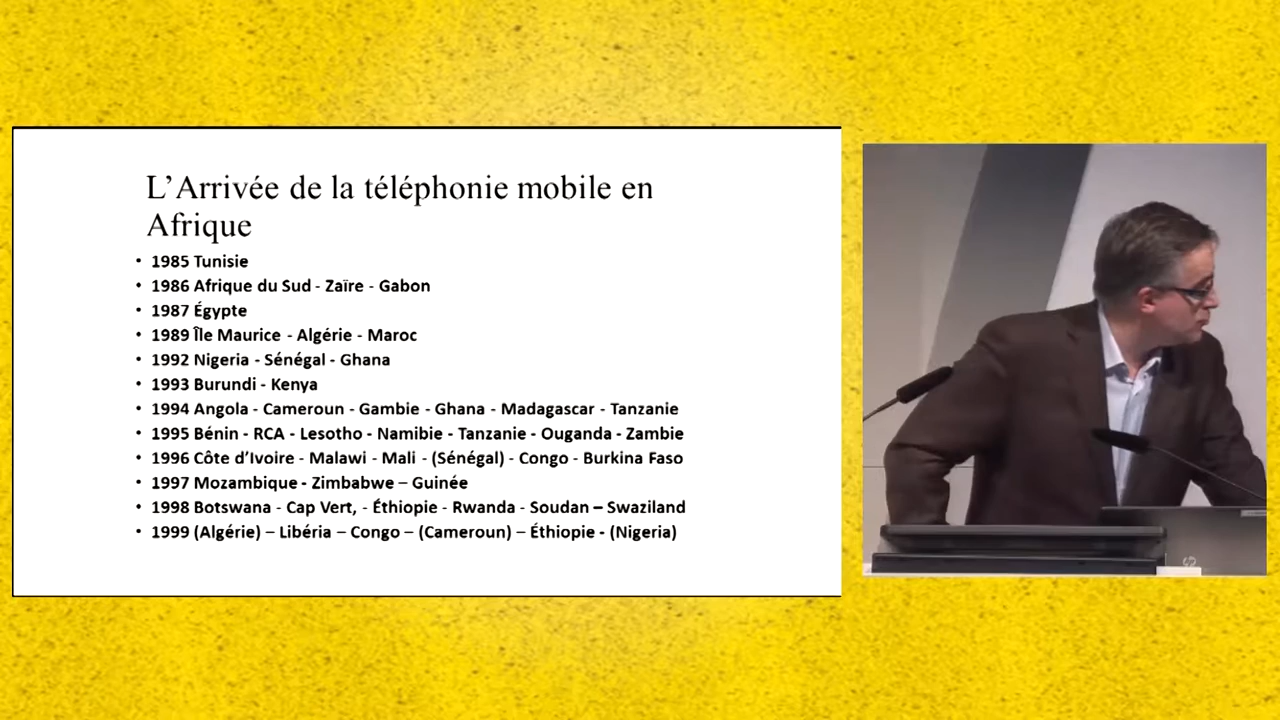 L’Arrivée de la téléphonie mobile en
Afrique
• 1985 Tunisie
• 1986 Afrique du Sud - Zaïre - Gabon
• 1987 Égypte
• 1989 Île Maurice - Algérie - Maroc
• 1992 Nigeria - Sénégal - Ghana
• 1993 Burundi - Kenya
• 1994 Angola - Cameroun - Gambie - Ghana - Madagascar - Tanzanie
• 1995 Bénin - RCA - Lesotho - Namibie - Tanzanie - Ouganda - Zambie
• 1996 Côte d’Ivoire - Malawi - Mali - (Sénégal) - Congo - Burkina Faso
• 1997 Mozambique - Zimbabwe – Guinée
• 1998 Botswana - Cap Vert, - Éthiopie - Rwanda - Soudan – Swaziland
• 1999 (Algérie) – Libéria – Congo – (Cameroun) – Éthiopie - (Nigeria)